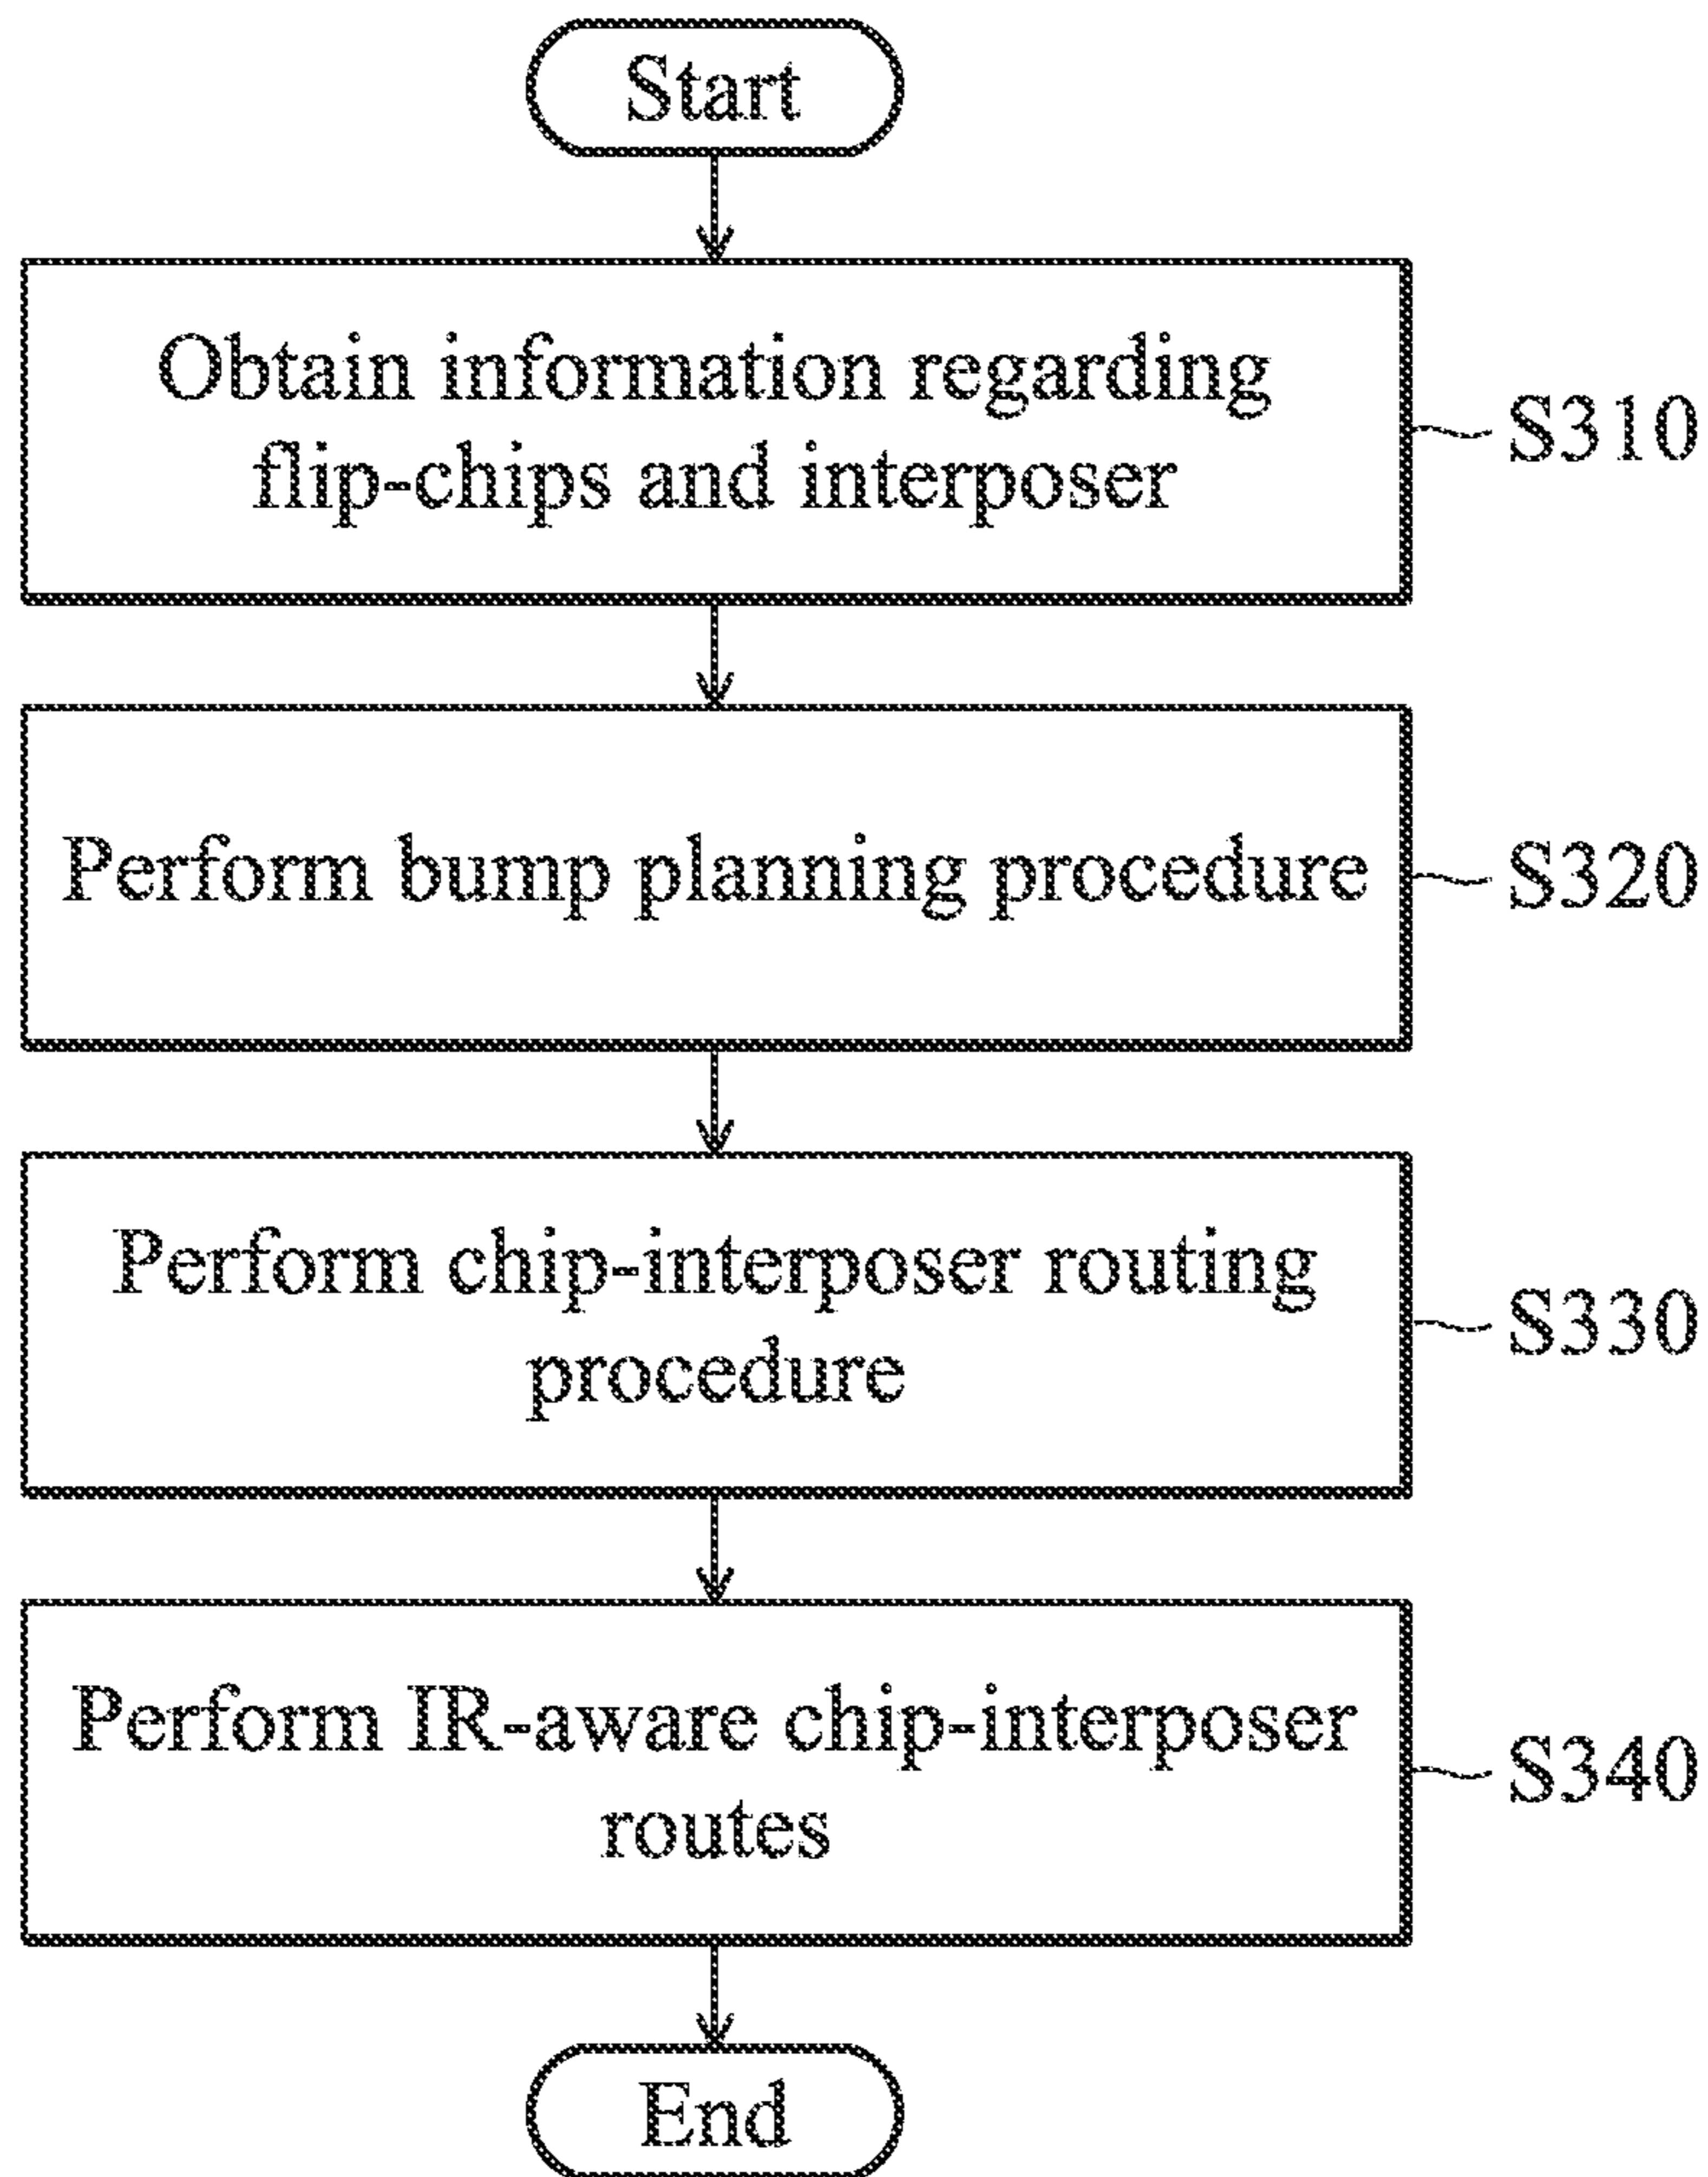 Start
Obtain information regarding
flip-chips and interposer
S310
Perform bump planning procedure
S320
Perform chip-interposer routing
procedure
S330
Perform IR-aware chip-interposer
routes
S340
End